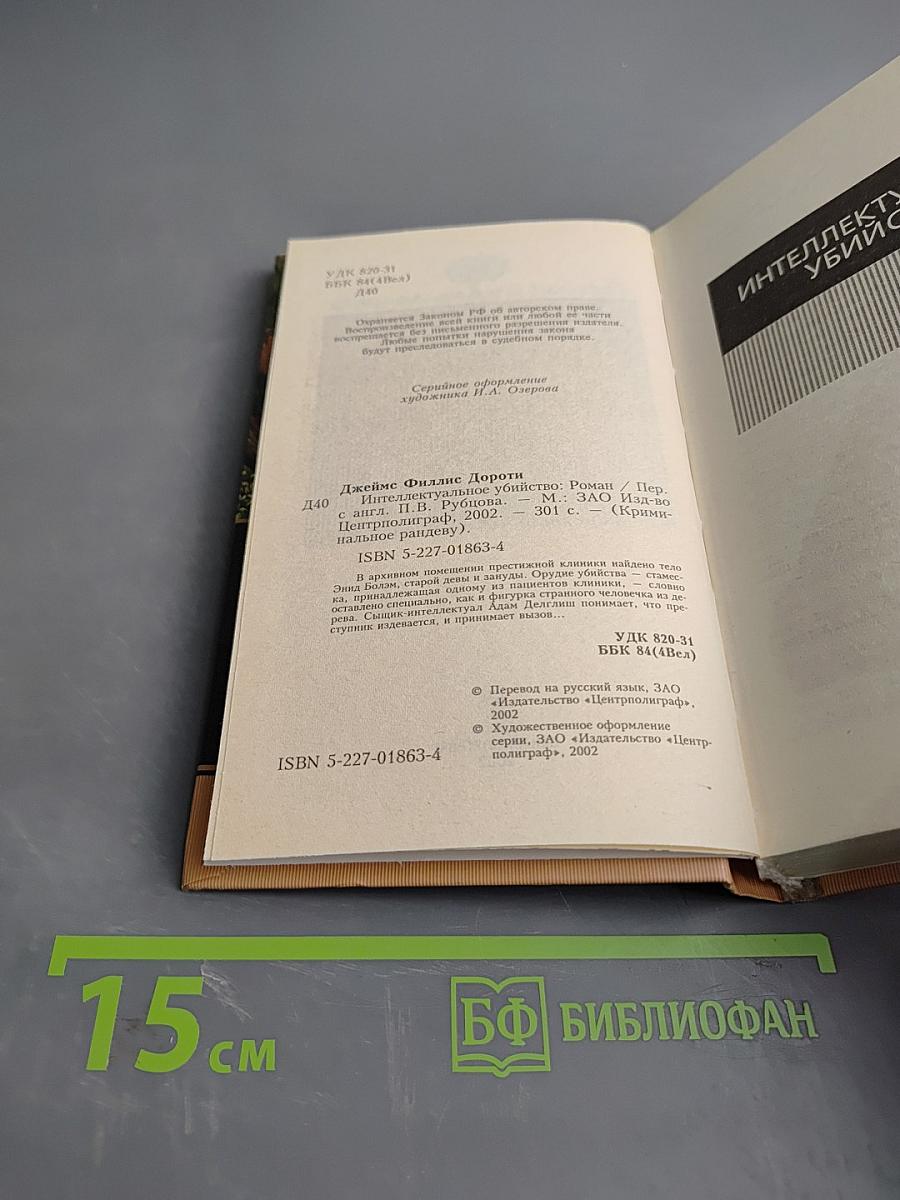 УДК 820-31
ББК 84(4Вел)
Д40
Охраняется Законом РФ об авторском праве.
Воспроизведение всей книги или любой ее части
воспрещается без письменного разрешения издателя.
Любые попытки нарушения закона
будут преследоваться в судебном порядке.
Серийное оформление
художника И.А. Озерова
Джеймс Филлис Дороти
Д40 Интеллектуальное убийство: Роман / Пер.
с англ. П.В. Рубцова. — М.: ЗАО Изд-во
Центрполиграф, 2002. — 301 с. — (Крими-
нальное рандеву).
ISBN 5-227-01863-4
В архивном помещении престижной клиники найдено тело
Энид Болэм, старой девы и зануды. Орудие убийства — стамес-
ка, принадлежащая одному из пациентов клиники, — словно
оставлено специально, как и фигурка странного человечка из де-
рева. Сыщик-интеллектуал Адам Делглиш понимает, что пре-
ступник издевается, и принимает вызов...
УДК 820-31
ББК 84(4Вел)
© Перевод на русский язык, ЗАО
«Издательство «Центрполиграф»,
2002
© Художественное оформление
серии, ЗАО «Издательство «Центр-
полиграф», 2002
ISBN 5-227-01863-4
ИНТЕЛЛЕКТУ
УБИЙС
15 см
БФ БИБЛИОФАН